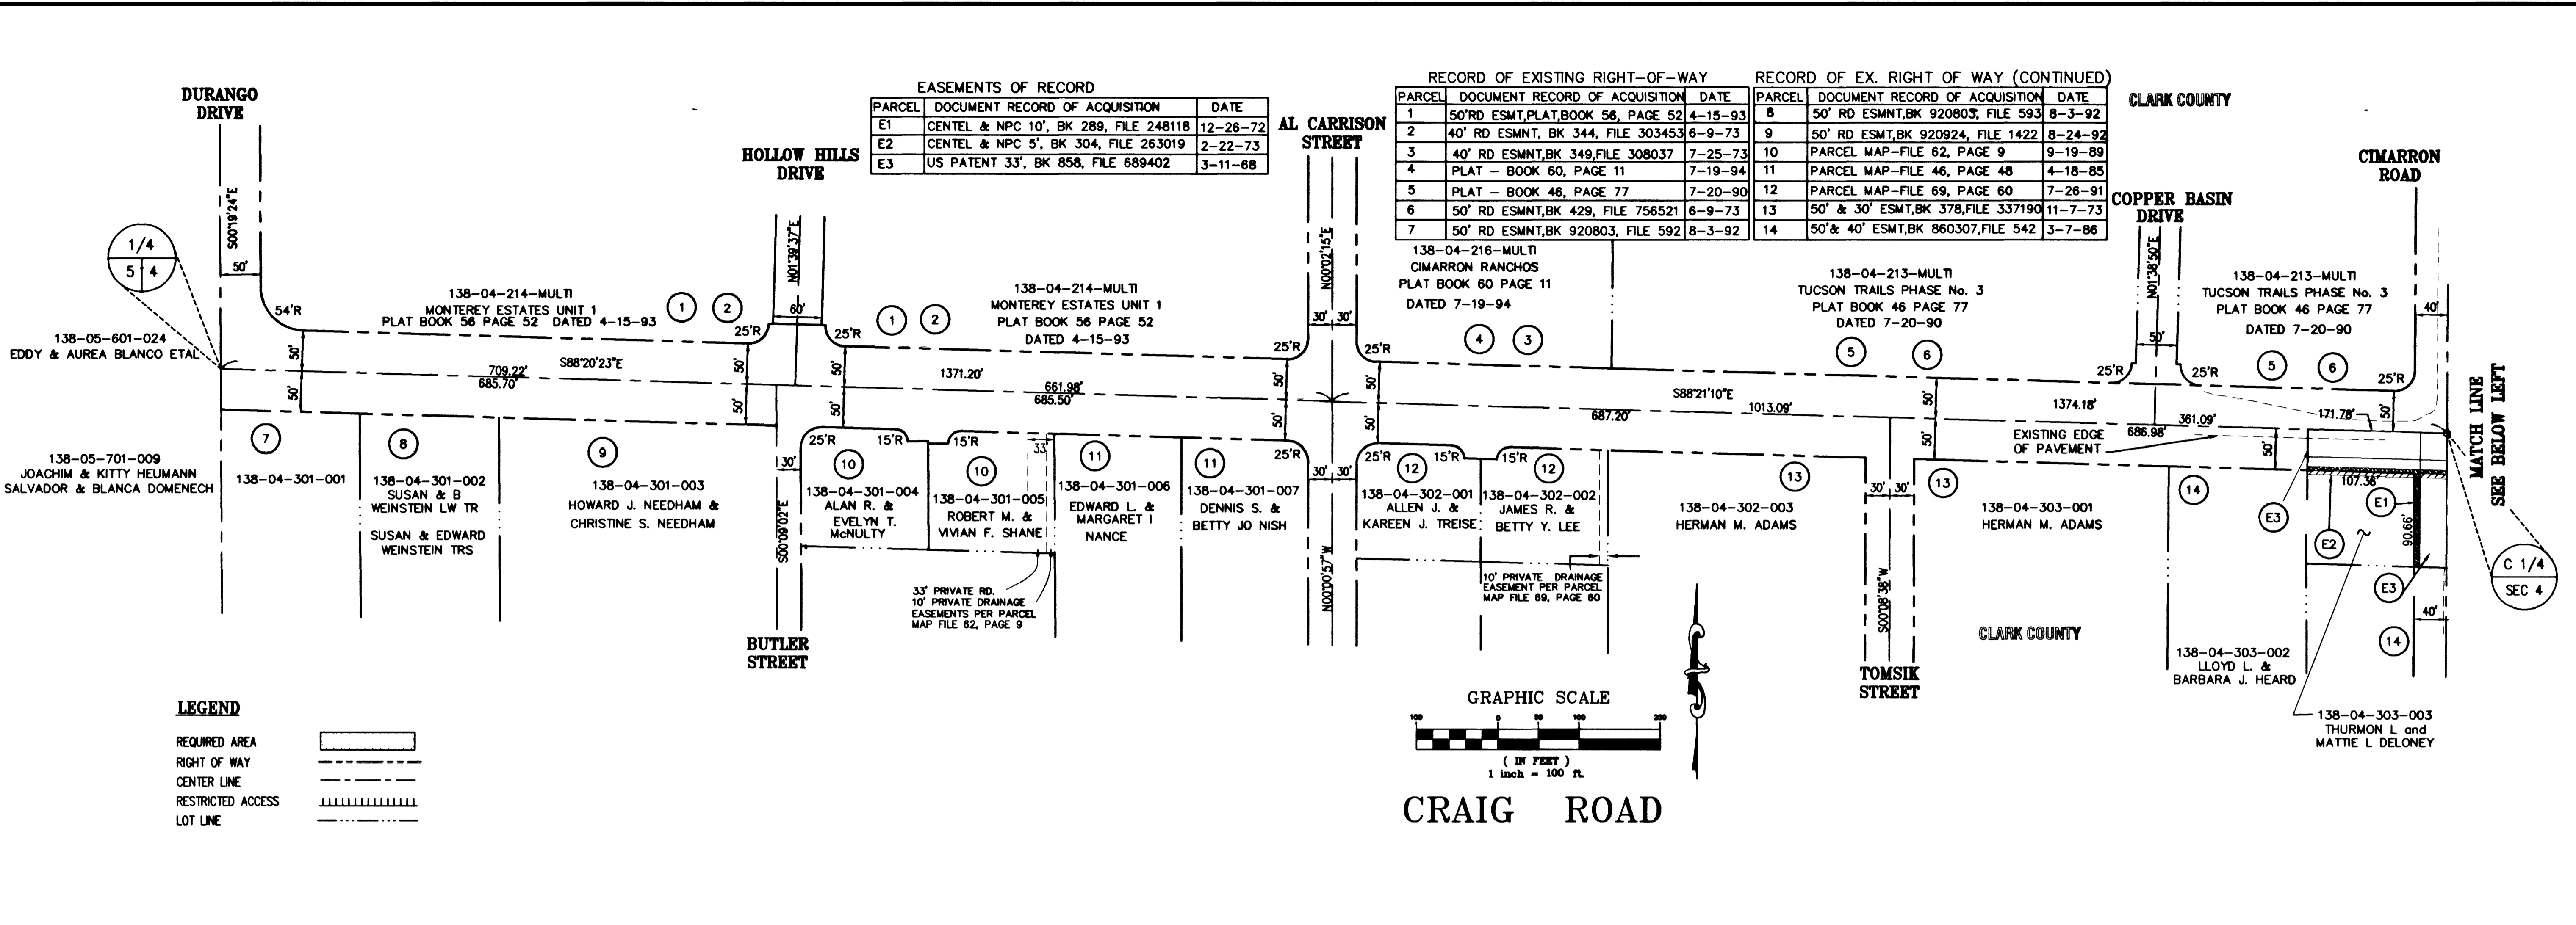 EASEMENTS OF RECORD
PARCEL DOCUMENT RECORD OF ACQUISITION DATE
E1 CENTEL & NPC 10', BK 289, FILE 248118 12-26-72
E2 CENTEL & NPC 5', BK 304, FILE 263019 2-22-73
E3 US PATENT 33', BK 858, FILE 689402 3-11-68
RECORD OF EXISTING RIGHT-OF-WAY
PARCEL DOCUMENT RECORD OF ACQUISITION DATE
1 50'RD ESMT,PLAT,BOOK 56, PAGE 52 4-15-93
2 40' RD ESMNT, BK 344, FILE 303453 6-9-73
3 40' RD ESMNT,BK 349,FILE 308037 7-25-73
4 PLAT - BOOK 60, PAGE 11 7-19-94
5 PLAT - BOOK 46, PAGE 77 7-20-90
6 50' RD ESMNT,BK 429, FILE 756521 6-9-73
7 50' RD ESMNT,BK 920803, FILE 592 8-3-92
RECORD OF EX. RIGHT OF WAY (CONTINUED)
PARCEL DOCUMENT RECORD OF ACQUISITION DATE
8 50' RD ESMNT,BK 920803, FILE 593 8-3-92
9 50' RD ESMT,BK 920924, FILE 1422 8-24-92
10 PARCEL MAP-FILE 62, PAGE 9 9-19-89
11 PARCEL MAP-FILE 46, PAGE 48 4-18-85
12 PARCEL MAP-FILE 69, PAGE 60 7-26-91
13 50' & 30' ESMT,BK 378,FILE 337190 11-7-73
14 50'& 40' ESMT,BK 860307,FILE 542 3-7-86
CLARK COUNTY
DURANGO
DRIVE
S00°19'24"E
50'
54'R
1/4
5 4
138-05-601-024
EDDY & AUREA BLANCO ETAL
138-04-214-MULTI
MONTEREY ESTATES UNIT 1
PLAT BOOK 56 PAGE 52 DATED 4-15-93
1
2
HOLLOW HILLS
DRIVE
N01°39'37"E
60'
25'R
25'R
1
2
138-04-214-MULTI
MONTEREY ESTATES UNIT 1
PLAT BOOK 56 PAGE 52
DATED 4-15-93
AL CARRISON
STREET
N00°02'15"E
30'
30'
25'R
25'R
138-04-216-MULTI
CIMARRON RANCHOS
PLAT BOOK 60 PAGE 11
DATED 7-19-94
4
3
138-04-213-MULTI
TUCSON TRAILS PHASE No. 3
PLAT BOOK 46 PAGE 77
DATED 7-20-90
5
6
COPPER BASIN
DRIVE
N01°38'50"E
50'
25'R
25'R
138-04-213-MULTI
TUCSON TRAILS PHASE No. 3
PLAT BOOK 46 PAGE 77
DATED 7-20-90
5
6
CIMARRON
ROAD
40'
25'R
MATCH LINE
SEE BELOW LEFT
50'
50'
709.22'
685.70'
S88°20'23"E
50'
50'
50'
50'
1371.20'
661.98'
685.50'
50'
50'
50'
50'
687.20'
S88°21'10"E
1013.09'
50'
50'
1374.18'
361.09'
686.98'
171.78'
50'
50'
EXISTING EDGE
OF PAVEMENT
138-05-701-009
JOACHIM & KITTY HEUMANN
SALVADOR & BLANCA DOMENECH
7
138-04-301-001
8
138-04-301-002
SUSAN & B
WEINSTEIN LW TR
SUSAN & EDWARD
WEINSTEIN TRS
9
138-04-301-003
HOWARD J. NEEDHAM &
CHRISTINE S. NEEDHAM
30'
S00°09'02"E
BUTLER
STREET
25'R
15'R
10
138-04-301-004
ALAN R. &
EVELYN T.
McNULTY
15'R
10
33'
138-04-301-005
ROBERT M. &
VIVIAN F. SHANE
33' PRIVATE RD.
10' PRIVATE DRAINAGE
EASEMENTS PER PARCEL
MAP FILE 62, PAGE 9
11
138-04-301-006
EDWARD L. &
MARGARET I
NANCE
11
138-04-301-007
DENNIS S. &
BETTY JO NISH
25'R
30'
30'
N00°00'57"W
25'R
15'R
12
138-04-302-001
ALLEN J. &
KAREEN J. TREISE
15'R
12
138-04-302-002
JAMES R. &
BETTY Y. LEE
10' PRIVATE DRAINAGE
EASEMENT PER PARCEL
MAP FILE 69, PAGE 60
13
138-04-302-003
HERMAN M. ADAMS
30'
30'
S00°08'38"W
TOMSIK
STREET
13
138-04-303-001
HERMAN M. ADAMS
CLARK COUNTY
14
138-04-303-002
LLOYD L. &
BARBARA J. HEARD
107.36'
E3
E2
E1
90.66'
E3
40'
14
C 1/4
SEC 4
138-04-303-003
THURMON L and
MATTIE L DELONEY
LEGEND
REQUIRED AREA
RIGHT OF WAY
CENTER LINE
RESTRICTED ACCESS
LOT LINE
GRAPHIC SCALE
100 0 50 100 200
( IN FEET )
1 inch = 100 ft.
CRAIG ROAD